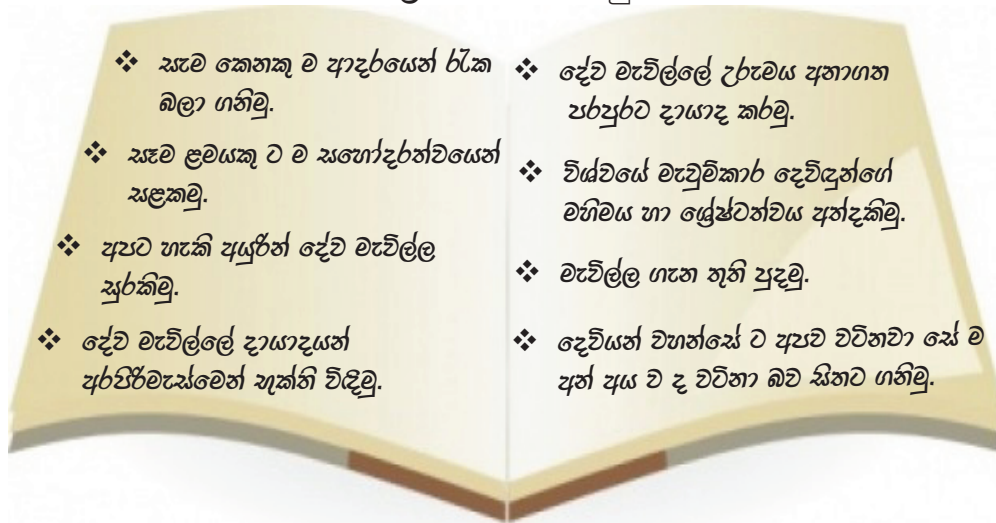 ❖ සැම කෙනකු ම ආදරයෙන් රැක
බලා ගනිමු.
❖ සෑම ළමයකු ට ම සහෝදරත්වයෙන්
සළකමු.
❖ අපට හැකි අයුරින් දේව මැවිල්ල
සුරකිමු.
❖ දේව මැවිල්ලේ දායාදයන්
අරපිරිමැස්මෙන් භුක්ති විඳිමු.
❖ දේව මැවිල්ලේ උරුමය අනාගත
පරපුරට දායාද කරමු.
❖ විශ්වයේ මැවුම්කාර දෙවිඳුන්ගේ
මහිමය හා ශ්‍රේෂ්ටත්වය අත්දකිමු.
❖ මැවිල්ල ගැන තුති පුදමු.
❖ දෙවියන් වහන්සේ ට අපව වටිනවා සේ ම
අන් අය ව ද වටිනා බව සිතට ගනිමු.